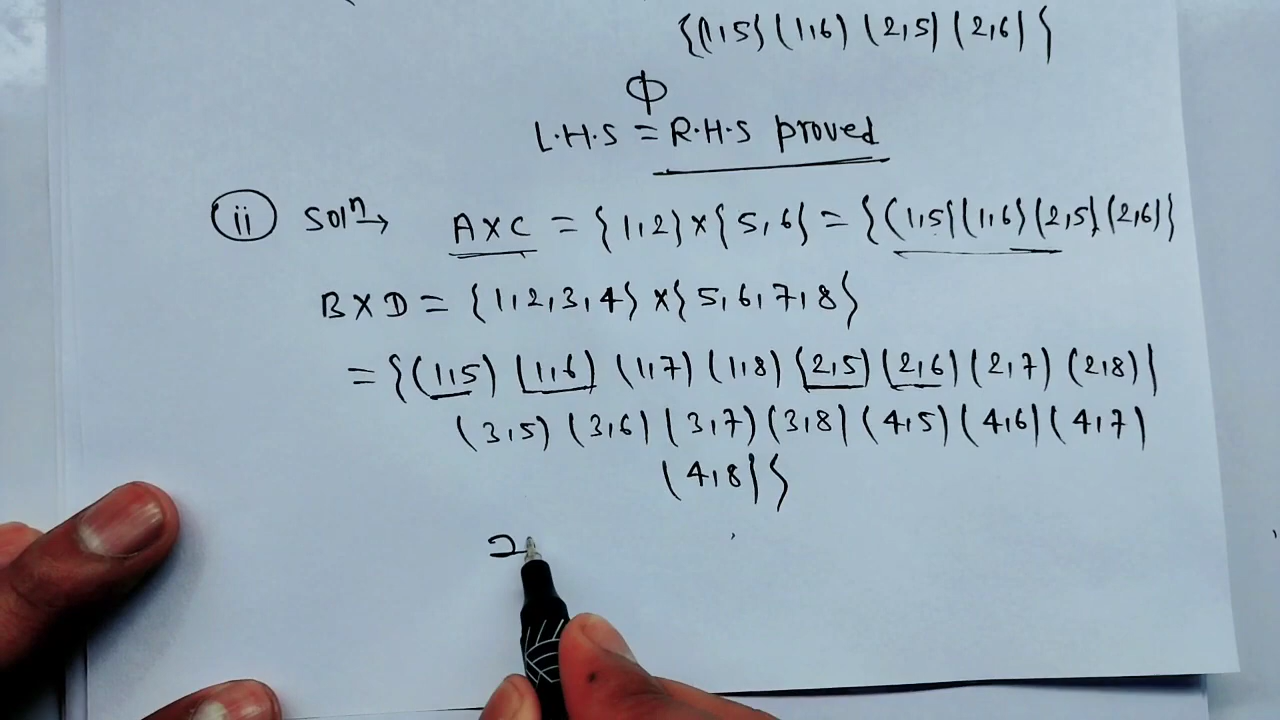 {(1,5) (1,6) (2,5) (2,6)}
Φ
L.H.S = R.H.S proved
(ii) Solⁿ→ A×C = {1,2}×{5,6} = {(1,5)(1,6)(2,5)(2,6)}
B×D = {1,2,3,4}×{5,6,7,8}
= {(1,5) (1,6) (1,7) (1,8) (2,5) (2,6) (2,7) (2,8)
(3,5) (3,6) (3,7) (3,8) (4,5) (4,6) (4,7)
(4,8)}